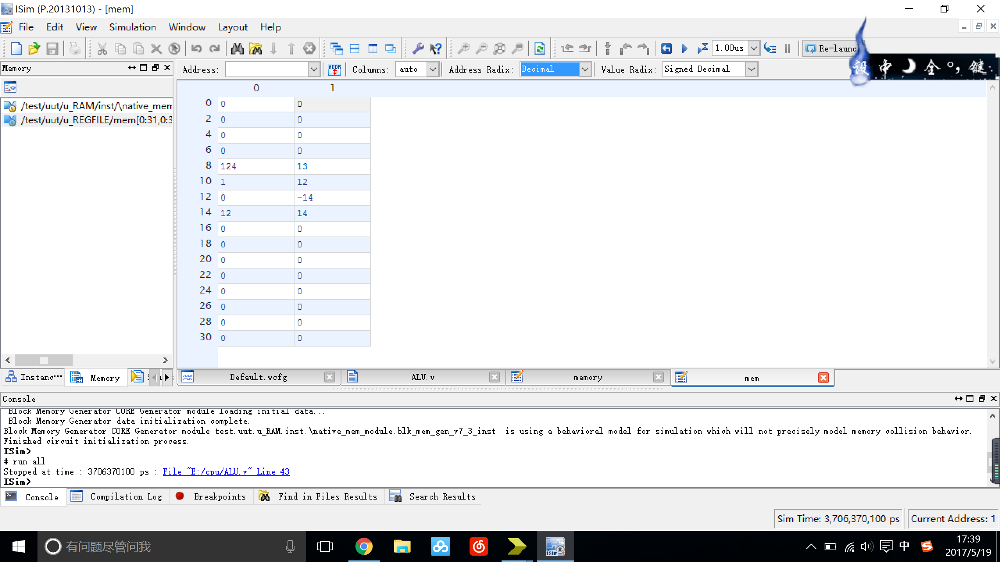 ISim (P.20131013) - [mem]
File Edit View Simulation Window Layout Help
1.00us
Memory
Address: ADDR Columns: auto Address Radix: Decimal Value Radix: Signed Decimal
设 中 全 °, 键
/test/uut/u_RAM/inst/\native_mem
/test/uut/u_REGFILE/mem[0:31,0:3
0 1
0 0 0
2 0 0
4 0 0
6 0 0
8 124 13
10 1 12
12 0 -14
14 12 14
16 0 0
18 0 0
20 0 0
22 0 0
24 0 0
26 0 0
28 0 0
30 0 0
Instanc··· Memory
Default.wcfg ALU.v memory mem
Console
Block Memory Generator CORE Generator module loading initial data...
Block Memory Generator data initialization complete.
Block Memory Generator CORE Generator module test.uut.u_RAM.inst.\native_mem_module.blk_mem_gen_v7_3_inst is using a behavioral model for simulation which will not precisely model memory collision behavior.
Finished circuit initialization process.
ISim>
# run all
Stopped at time : 3706370100 ps : File "E:/cpu/ALU.v" Line 43
ISim>
Console Compilation Log Breakpoints Find in Files Results Search Results
Sim Time: 3,706,370,100 ps Current Address: 1
有问题尽管问我
ISim
中
S
17:39
2017/5/19